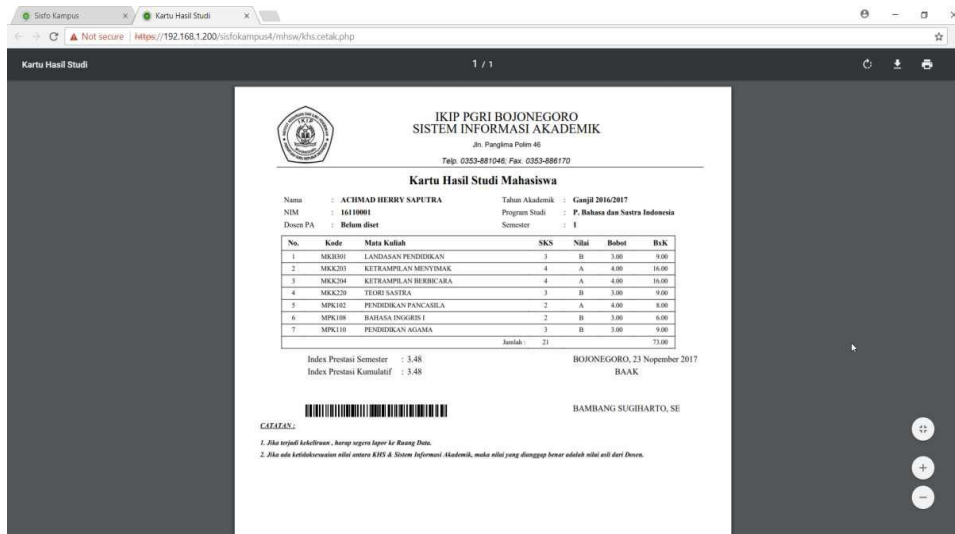 Sisfo Kampus
Kartu Hasil Studi
Not secure https://192.168.1.200/sisfokampus4/mhsw/khs.cetak.php
Kartu Hasil Studi 1 / 1
IKIP PGRI BOJONEGORO
SISTEM INFORMASI AKADEMIK
Jln. Panglima Polim 46
Telp. 0353-881046; Fax. 0353-886170
Kartu Hasil Studi Mahasiswa
Nama : ACHMAD HERRY SAPUTRA Tahun Akademik : Ganjil 2016/2017
NIM : 16110001 Program Studi : P. Bahasa dan Sastra Indonesia
Dosen PA : Belum diset Semester : 1
No. Kode Mata Kuliah SKS Nilai Bobot BxK
1 MKB301 LANDASAN PENDIDIKAN 3 B 3.00 9.00
2 MKK203 KETRAMPILAN MENYIMAK 4 A 4.00 16.00
3 MKK204 KETRAMPILAN BERBICARA 4 A 4.00 16.00
4 MKK220 TEORI SASTRA 3 B 3.00 9.00
5 MPK102 PENDIDIKAN PANCASILA 2 A 4.00 8.00
6 MPK108 BAHASA INGGRIS I 2 B 3.00 6.00
7 MPK110 PENDIDIKAN AGAMA 3 B 3.00 9.00
Jumlah : 21 73.00
Index Prestasi Semester : 3.48 BOJONEGORO, 23 Nopember 2017
Index Prestasi Kumulatif : 3.48 BAAK
BAMBANG SUGIHARTO, SE
CATATAN :
1. Jika terjadi kekeliruan , harap segera lapor ke Ruang Data.
2. Jika ada ketidaksesuaian nilai antara KHS & Sistem Informasi Akademik, maka nilai yang dianggap benar adalah nilai asli dari Dosen.